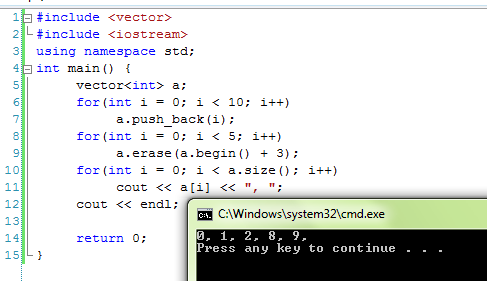 1 #include <vector>
2 #include <iostream>
3 using namespace std;
4 int main() {
5 vector<int> a;
6 for(int i = 0; i < 10; i++)
7 a.push_back(i);
8 for(int i = 0; i < 5; i++)
9 a.erase(a.begin() + 3);
10 for(int i = 0; i < a.size(); i++)
11 cout << a[i] << ", ";
12 cout << endl;
13
14 return 0;
15 }
C:\Windows\system32\cmd.exe
0, 1, 2, 8, 9,
Press any key to continue . . .